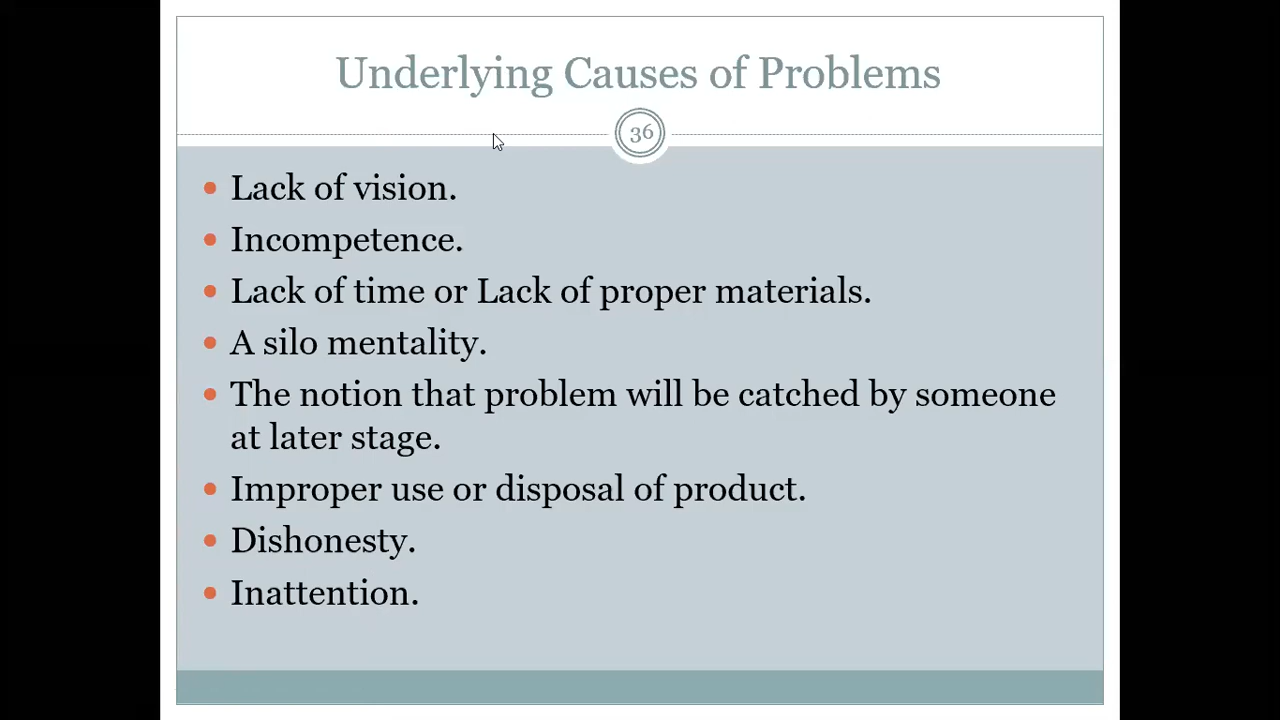 Underlying Causes of Problems
36
• Lack of vision.
• Incompetence.
• Lack of time or Lack of proper materials.
• A silo mentality.
• The notion that problem will be catched by someone
at later stage.
• Improper use or disposal of product.
• Dishonesty.
• Inattention.